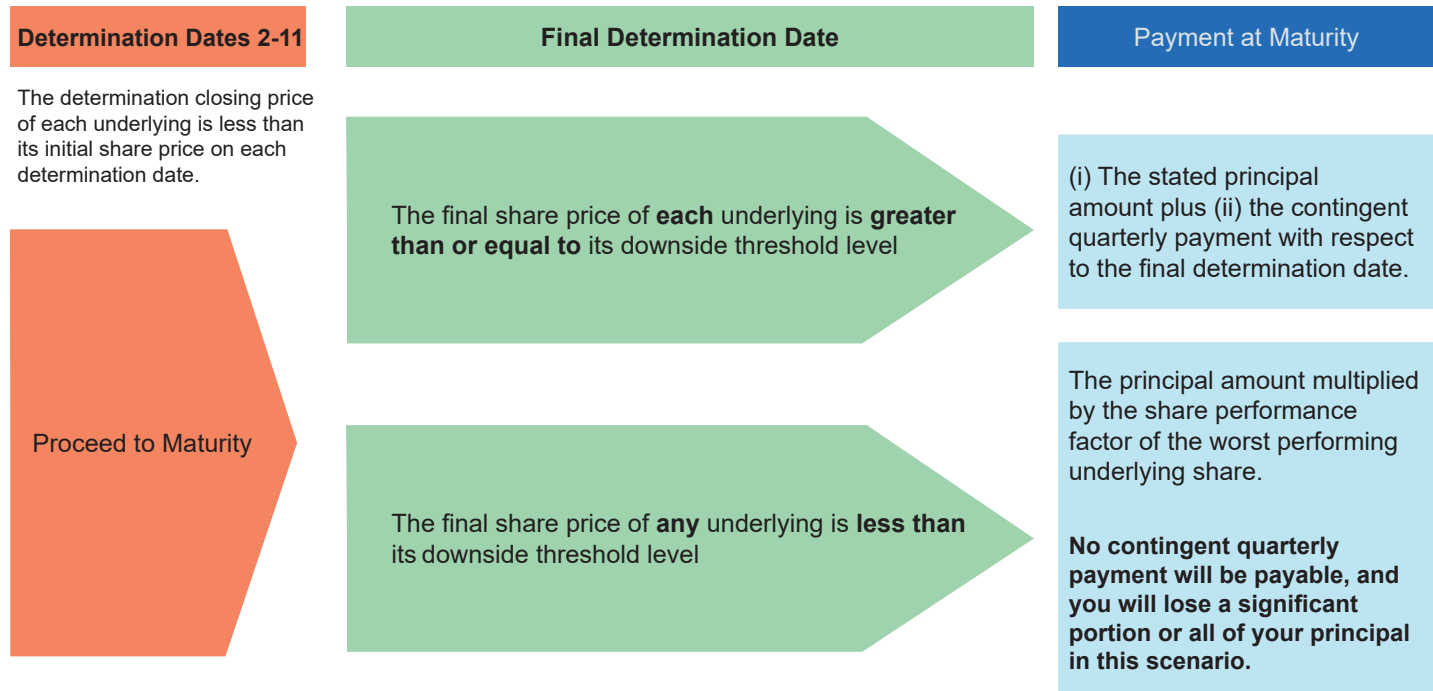 Determination Dates 2-11
The determination closing price
of each underlying is less than
its initial share price on each
determination date.
Proceed to Maturity
Final Determination Date
The final share price of each underlying is greater
than or equal to its downside threshold level
The final share price of any underlying is less than
its downside threshold level
Payment at Maturity
(i) The stated principal
amount plus (ii) the contingent
quarterly payment with respect
to the final determination date.
The principal amount multiplied
by the share performance
factor of the worst performing
underlying share.
No contingent quarterly
payment will be payable, and
you will lose a significant
portion or all of your principal
in this scenario.